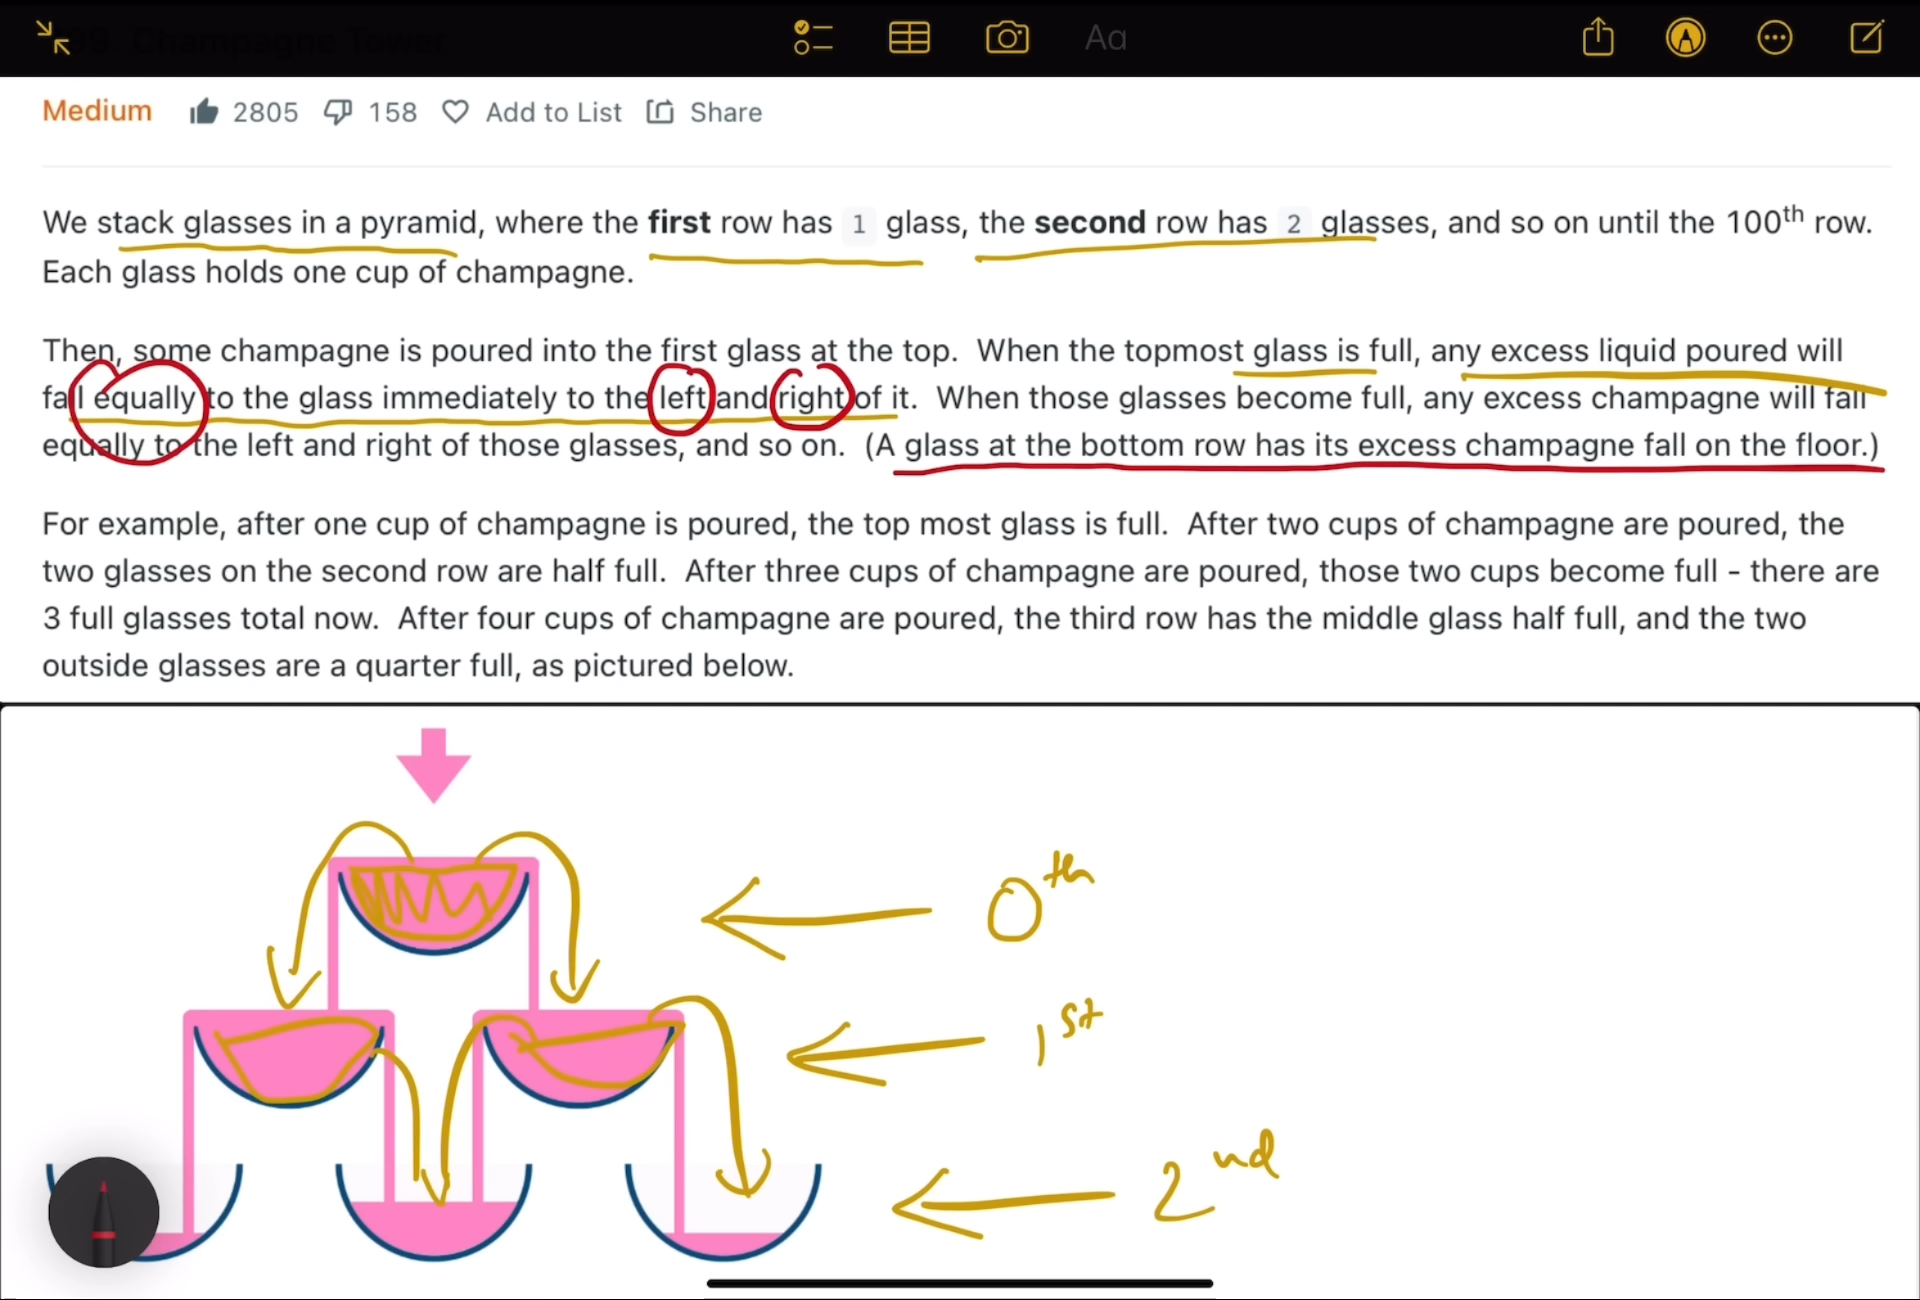 Champagne Tower
Aa
Medium 2805 158 Add to List Share
We stack glasses in a pyramid, where the first row has 1 glass, the second row has 2 glasses, and so on until the 100th row.
Each glass holds one cup of champagne.
Then, some champagne is poured into the first glass at the top. When the topmost glass is full, any excess liquid poured will
fall equally to the glass immediately to the left and right of it. When those glasses become full, any excess champagne will fall
equally to the left and right of those glasses, and so on. (A glass at the bottom row has its excess champagne fall on the floor.)
For example, after one cup of champagne is poured, the top most glass is full. After two cups of champagne are poured, the
two glasses on the second row are half full. After three cups of champagne are poured, those two cups become full - there are
3 full glasses total now. After four cups of champagne are poured, the third row has the middle glass half full, and the two
outside glasses are a quarter full, as pictured below.
0th
1st
2nd